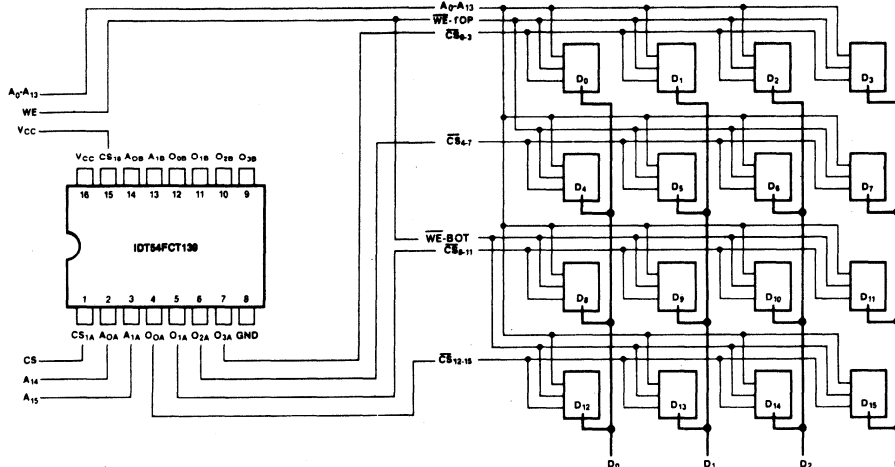 A₀-A₁₃
WE-TOP
CS₀₋₃
D₀ D₁ D₂ D₃
A₀-A₁₃
WE
VCC
VCC CS₁B A₀B A₁B O₀B O₁B O₂B O₃B
16 15 14 13 12 11 10 9
CS₄₋₇
D₄ D₅ D₆ D₇
IDT54FCT139
WE-BOT
CS₈₋₁₁
D₈ D₉ D₁₀ D₁₁
1 2 3 4 5 6 7 8
CS₁A A₀A A₁A O₀A O₁A O₂A O₃A GND
CS
A₁₄
A₁₅
CS₁₂₋₁₅
D₁₂ D₁₃ D₁₄ D₁₅
D₀ D₁ D₂